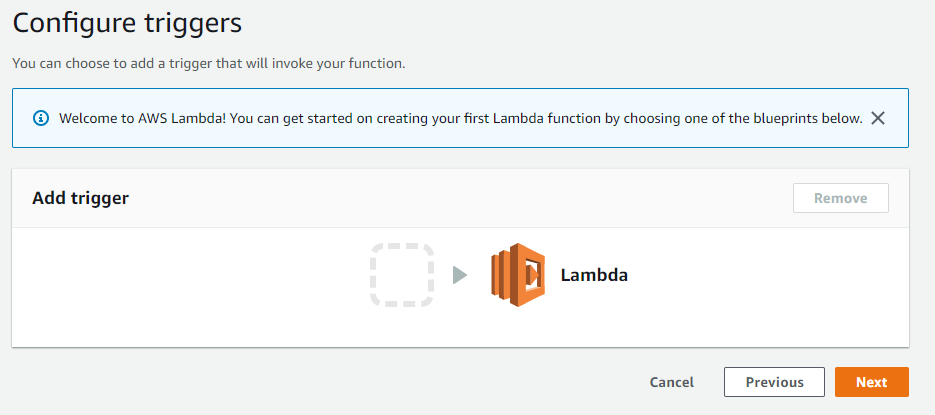 Configure triggers
You can choose to add a trigger that will invoke your function.
Welcome to AWS Lambda! You can get started on creating your first Lambda function by choosing one of the blueprints below.
Add trigger
Remove
Lambda
Cancel
Previous
Next